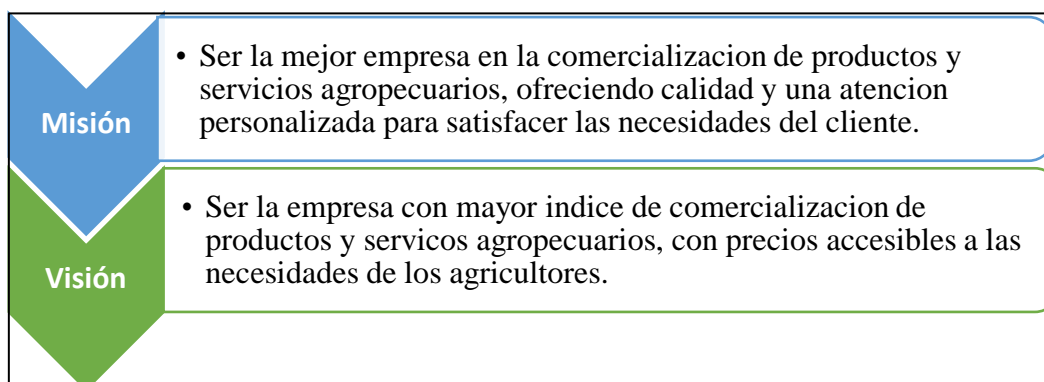 Misión
• Ser la mejor empresa en la comercializacion de productos y
servicios agropecuarios, ofreciendo calidad y una atencion
personalizada para satisfacer las necesidades del cliente.
Visión
• Ser la empresa con mayor indice de comercializacion de
productos y servicos agropecuarios, con precios accesibles a las
necesidades de los agricultores.